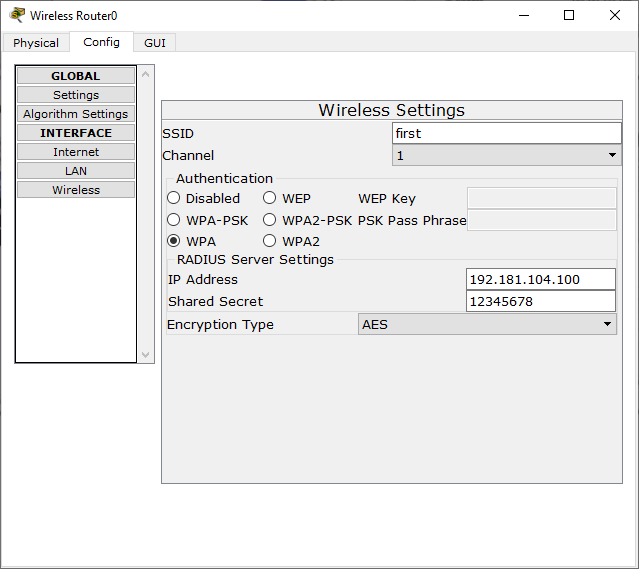 Wireless Router0
Physical Config GUI
GLOBAL
Settings
Algorithm Settings
INTERFACE
Internet
LAN
Wireless
Wireless Settings
SSID first
Channel 1
Authentication
Disabled WEP WEP Key
WPA-PSK WPA2-PSK PSK Pass Phrase
WPA WPA2
RADIUS Server Settings
IP Address 192.181.104.100
Shared Secret 12345678
Encryption Type AES